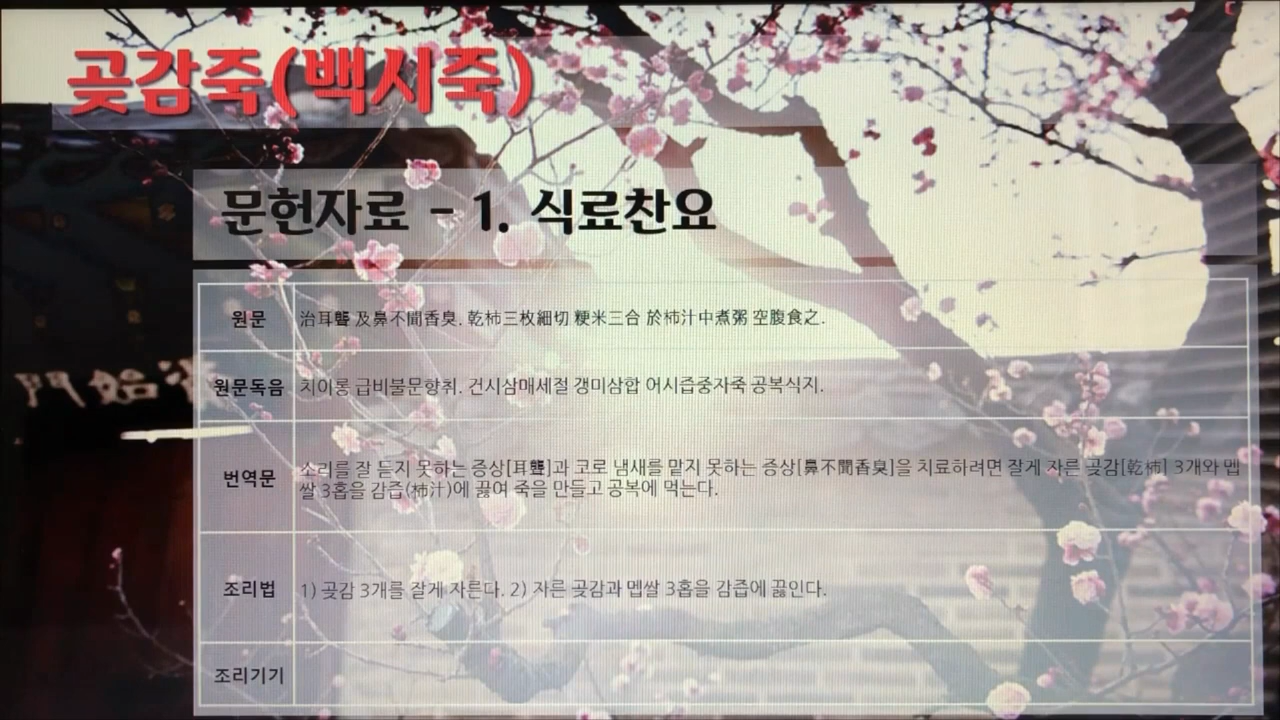 곶감죽(백시죽)
문헌자료 - 1. 식료찬요
원문
治耳聾 及鼻不聞香臭. 乾柿三枚細切 粳米三合 於柿汁中煮粥 空腹食之.
원문독음
치이롱 급비불문향취. 건시삼매세절 갱미삼합 어시즙중자죽 공복식지.
번역문
소리를 잘 듣지 못하는 증상[耳聾]과 코로 냄새를 맡지 못하는 증상[鼻不聞香臭]을 치료하려면 잘게 자른 곶감[乾柿] 3개와 멥
쌀 3홉을 감즙(柿汁)에 끓여 죽을 만들고 공복에 먹는다.
조리법
1) 곶감 3개를 잘게 자른다. 2) 자른 곶감과 멥쌀 3홉을 감즙에 끓인다.
조리기기
門始